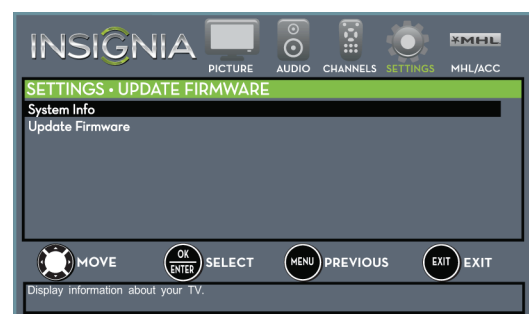 INSIGNIA
PICTURE AUDIO CHANNELS SETTINGS MHL/ACC
MHL
SETTINGS • UPDATE FIRMWARE
System Info
Update Firmware
MOVE OK ENTER SELECT MENU PREVIOUS EXIT EXIT
Display information about your TV.